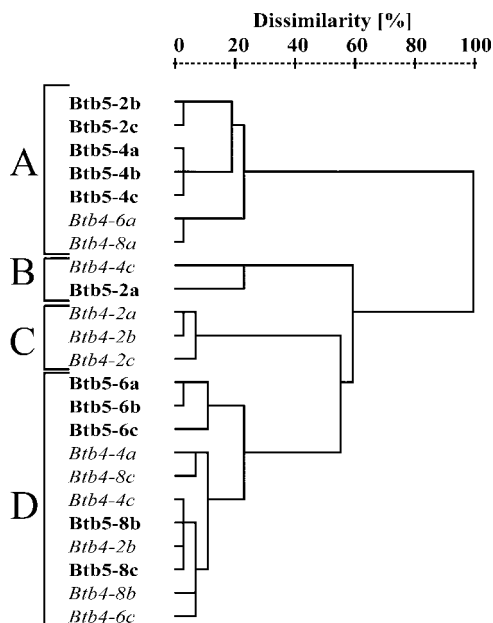 Dissimilarity [%]
0 20 40 60 80 100
A
Btb5-2b
Btb5-2c
Btb5-4a
Btb5-4b
Btb5-4c
Btb4-6a
Btb4-8a
B
Btb4-4c
Btb5-2a
C
Btb4-2a
Btb4-2b
Btb4-2c
D
Btb5-6a
Btb5-6b
Btb5-6c
Btb4-4a
Btb4-8c
Btb4-4c
Btb5-8b
Btb4-2b
Btb5-8c
Btb4-8b
Btb4-6c